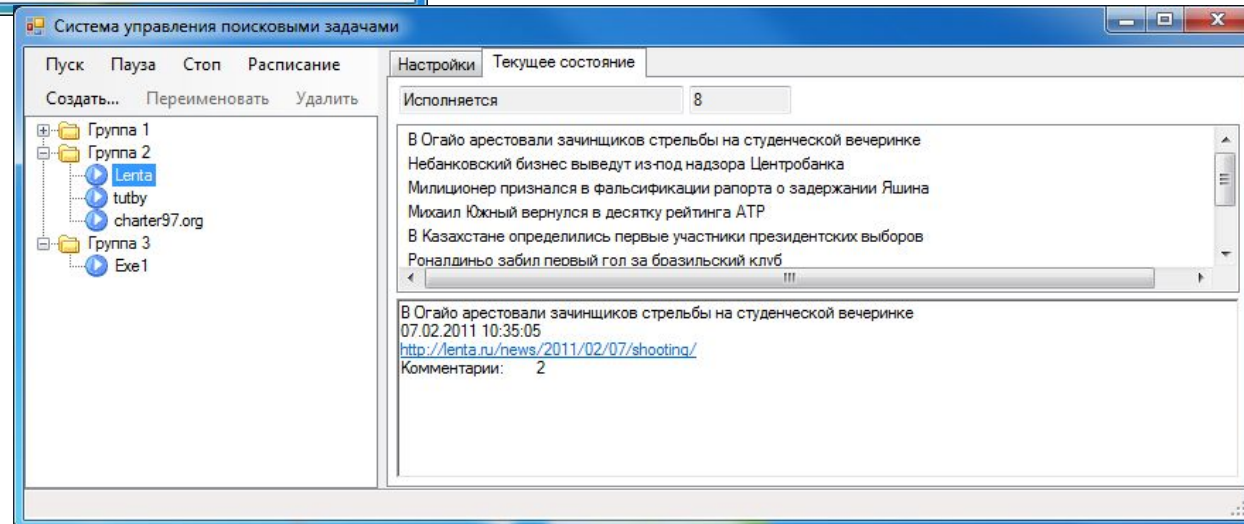 Система управления поисковыми задачами
Пуск Пауза Стоп Расписание
Создать... Переименовать Удалить
Группа 1
Группа 2
Lenta
tutby
charter97.org
Группа 3
Exe1
Настройки Текущее состояние
Исполняется 8
В Огайо арестовали зачинщиков стрельбы на студенческой вечеринке
Небанковский бизнес выведут из-под надзора Центробанка
Милиционер признался в фальсификации рапорта о задержании Яшина
Михаил Южный вернулся в десятку рейтинга ATP
В Казахстане определились первые участники президентских выборов
Роналдиньо забил первый гол за бразильский клуб
В Огайо арестовали зачинщиков стрельбы на студенческой вечеринке
07.02.2011 10:35:05
http://lenta.ru/news/2011/02/07/shooting/
Комментарии: 2